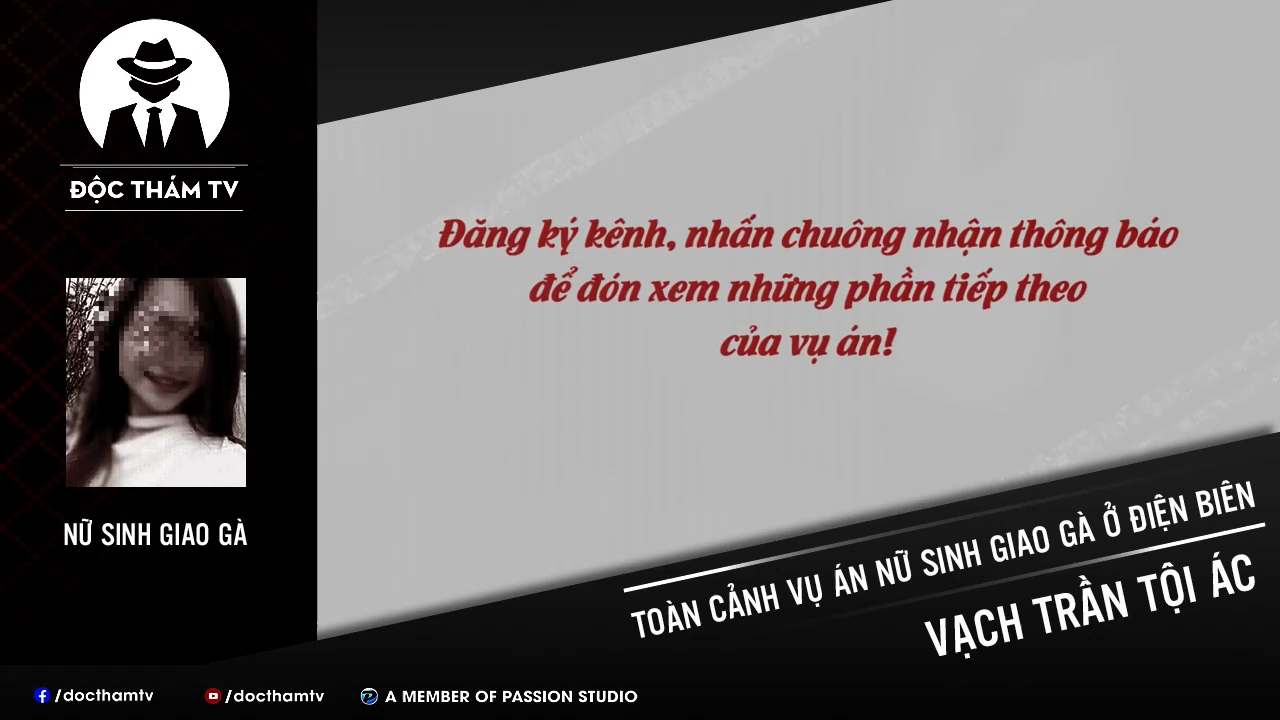 ĐỘC THÁM TV
NỮ SINH GIAO GÀ
Đăng ký kênh, nhấn chuông nhận thông báo
để đón xem những phần tiếp theo
của vụ án!
TOÀN CẢNH VỤ ÁN NỮ SINH GIAO GÀ Ở ĐIỆN BIÊN
VẠCH TRẦN TỘI ÁC
/docthamtv
/docthamtv
A MEMBER OF PASSION STUDIO